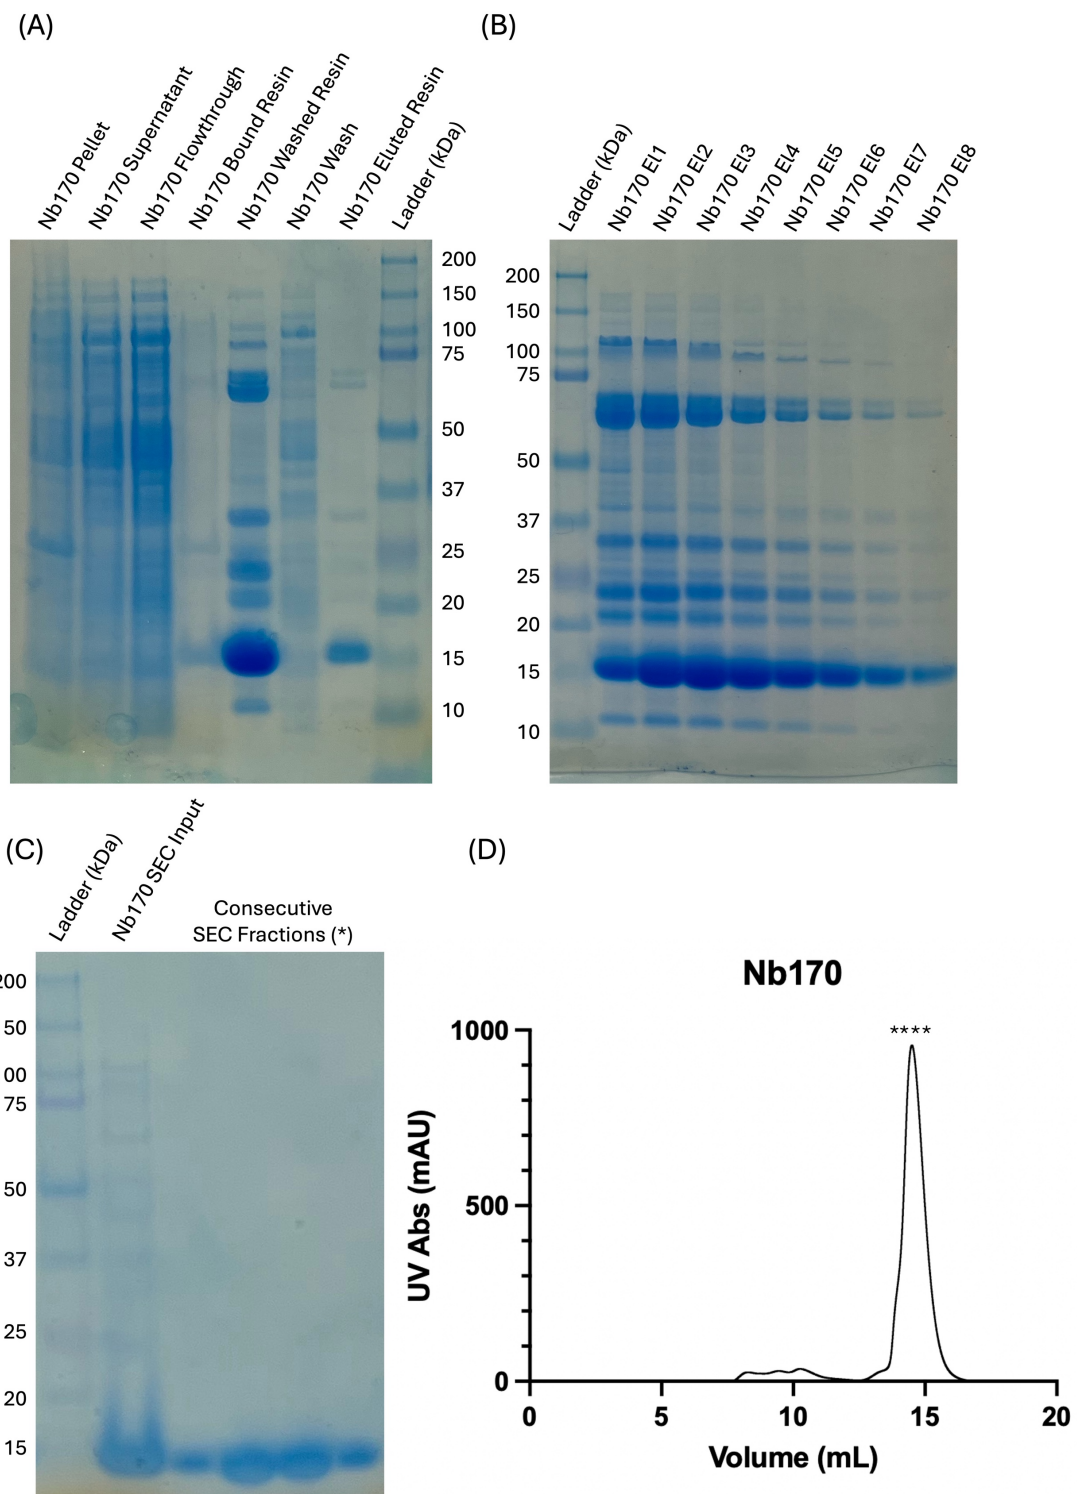 (A)
Nb170 Pellet
Nb170 Supernatant
Nb170 Flowthrough
Nb170 Bound Resin
Nb170 Washed Resin
Nb170 Wash
Nb170 Eluted Resin
Ladder (kDa)
200
150
100
75
50
37
25
20
15
10
(B)
Ladder (kDa)
Nb170 El1
Nb170 El2
Nb170 El3
Nb170 El4
Nb170 El5
Nb170 El6
Nb170 El7
Nb170 El8
200
150
100
75
50
37
25
20
15
10
(C)
Ladder (kDa)
Nb170 SEC Input
Consecutive
SEC Fractions (*)
200
50
00
75
50
37
25
20
15
(D)
Nb170
****
UV Abs (mAU)
1000
500
0
0 5 10 15 20
Volume (mL)